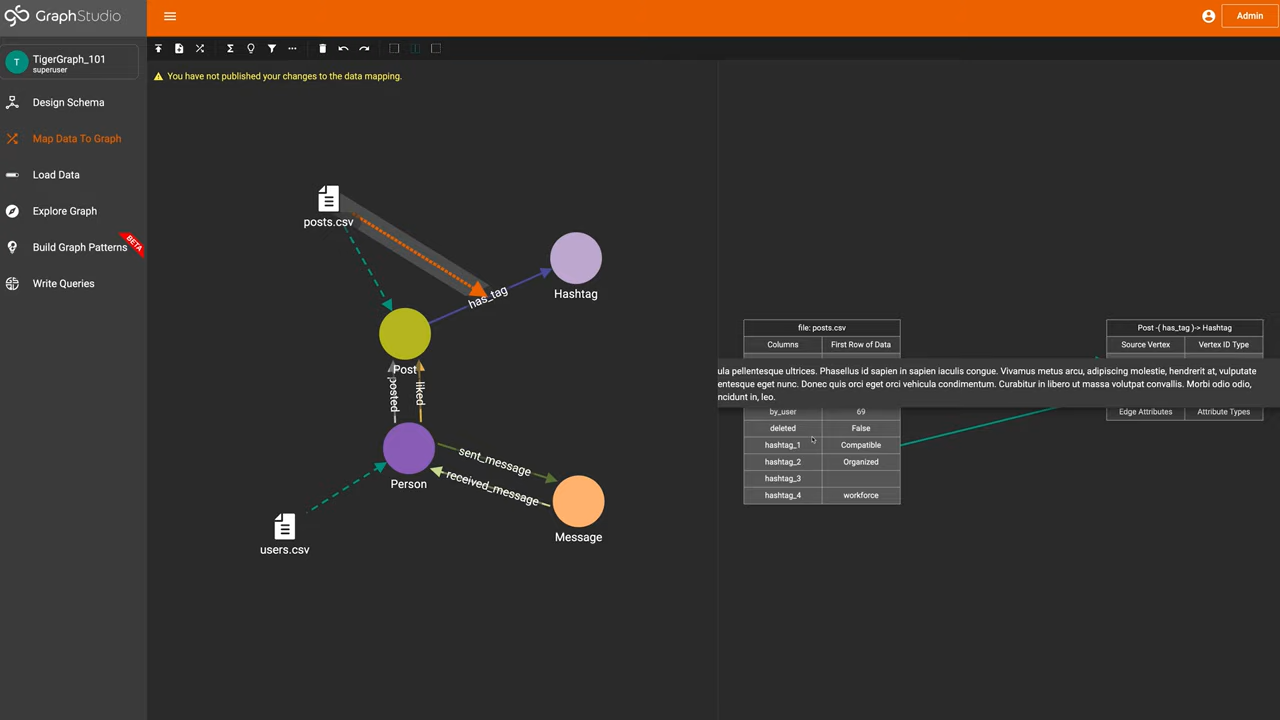 GraphStudio
Admin
T
TigerGraph_101
superuser
Design Schema
Map Data To Graph
Load Data
Explore Graph
Build Graph Patterns
BETA
Write Queries
You have not published your changes to the data mapping.
posts.csv
Hashtag
has_tag
Post
posted
liked
Person
sent_message
received_message
Message
users.csv
file: posts.csv
Columns First Row of Data
by_user 69
deleted False
hashtag_1 Compatible
hashtag_2 Organized
hashtag_3
hashtag_4 workforce
Post -( has_tag )-> Hashtag
Source Vertex Vertex ID Type
Edge Attributes Attribute Types
ula pellentesque ultrices. Phasellus id sapien in sapien iaculis congue. Vivamus metus arcu, adipiscing molestie, hendrerit at, vulputate
entesque eget nunc. Donec quis orci eget orci vehicula condimentum. Curabitur in libero ut massa volutpat convallis. Morbi odio odio,
ncidunt in, leo.